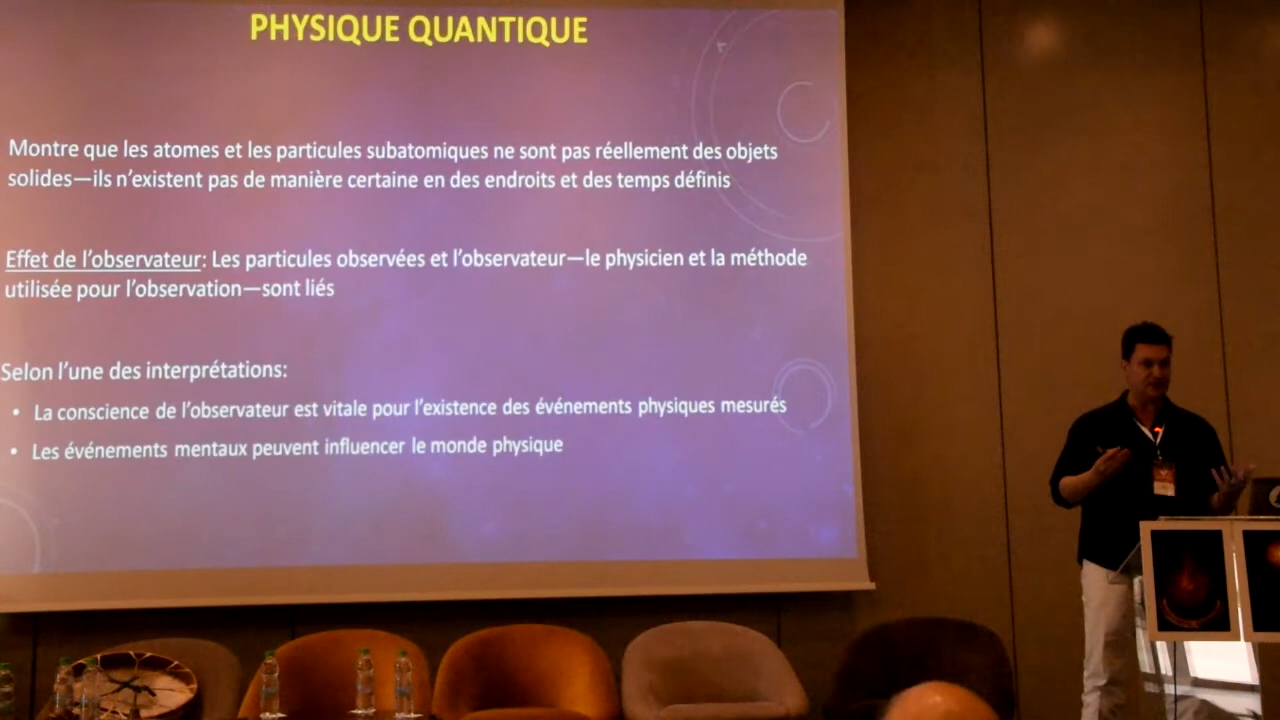 PHYSIQUE QUANTIQUE
Montre que les atomes et les particules subatomiques ne sont pas réellement des objets
solides—ils n’existent pas de manière certaine en des endroits et des temps définis
Effet de l’observateur: Les particules observées et l’observateur—le physicien et la méthode
utilisée pour l’observation—sont liés
Selon l’une des interprétations:
• La conscience de l’observateur est vitale pour l’existence des événements physiques mesurés
• Les événements mentaux peuvent influencer le monde physique